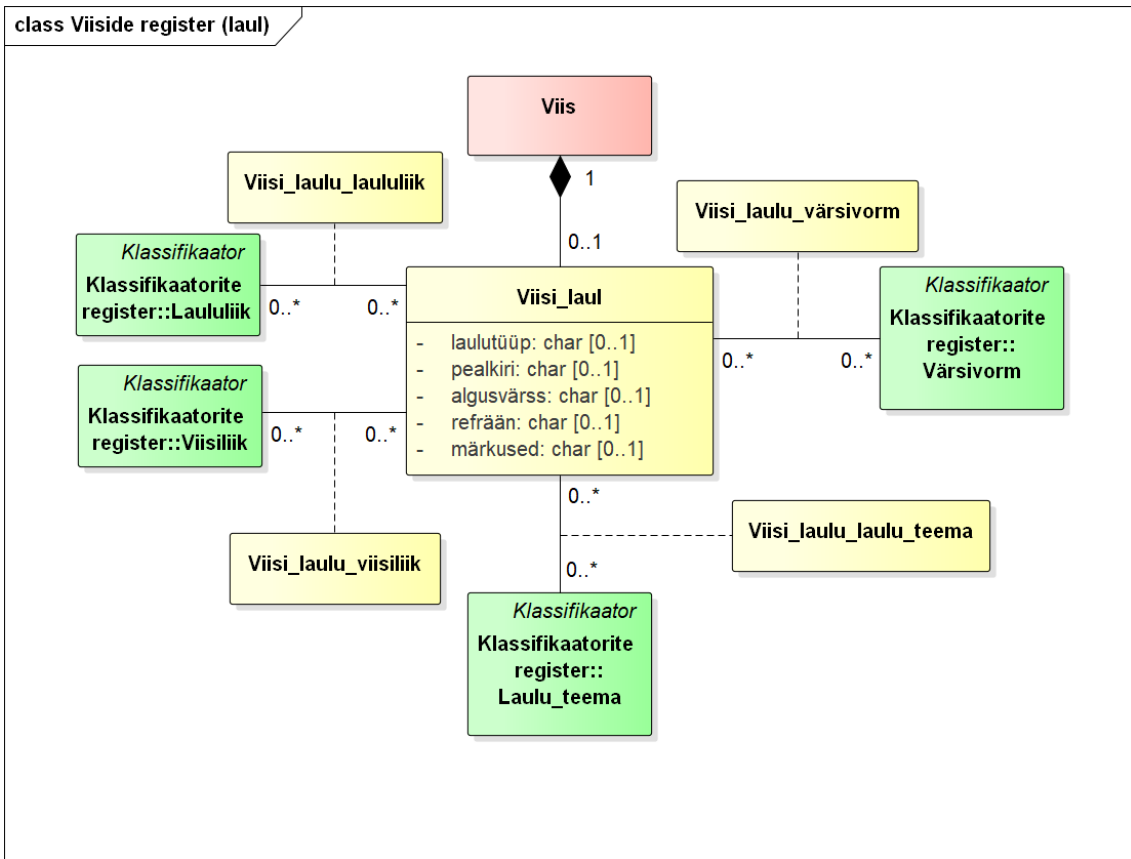 class Viiside register (laul)
Viis
1
0..1
Viisi_laulu_laululiik
Viisi_laulu_värsivorm
Klassifikaator
Klassifikaatorite
register::Laululiik
0..*
0..*
Viisi_laul
- laulutüüp: char [0..1]
- pealkiri: char [0..1]
- algusvärss: char [0..1]
- refrään: char [0..1]
- märkused: char [0..1]
0..*
0..*
Klassifikaator
Klassifikaatorite
register::
Värsivorm
Klassifikaator
Klassifikaatorite
register::Viisiliik
0..*
0..*
Viisi_laulu_viisiliik
0..*
Viisi_laulu_laulu_teema
0..*
Klassifikaator
Klassifikaatorite
register::
Laulu_teema